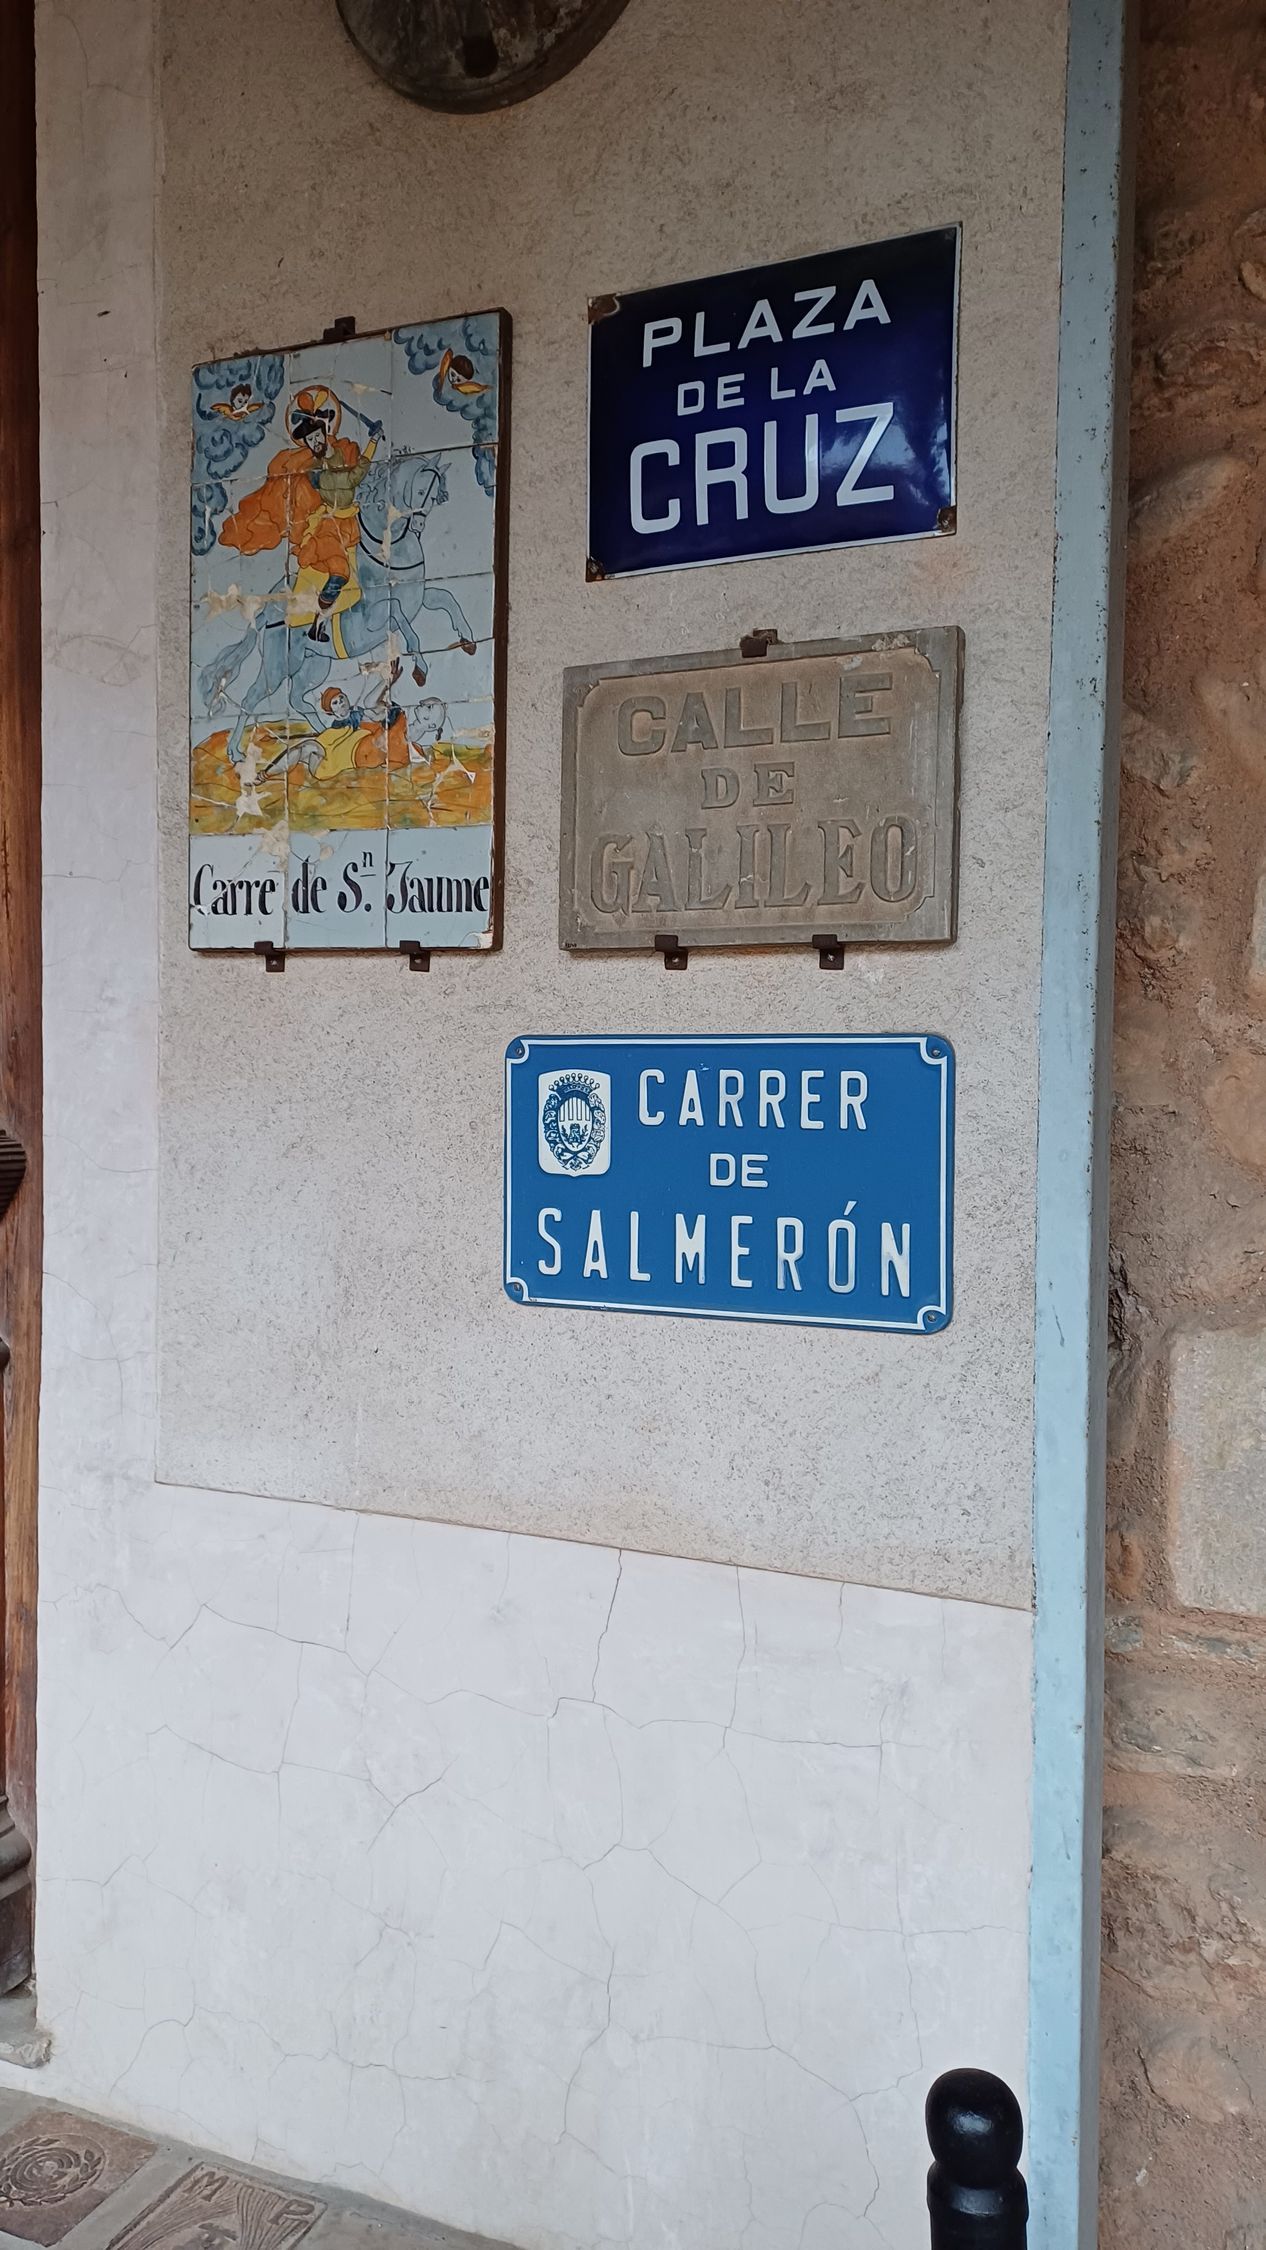 PLAZA
DE LA
CRUZ
Carre de Sn. Jaume
CALLE
DE
GALILEO
CARRER
DE
SALMERÓN